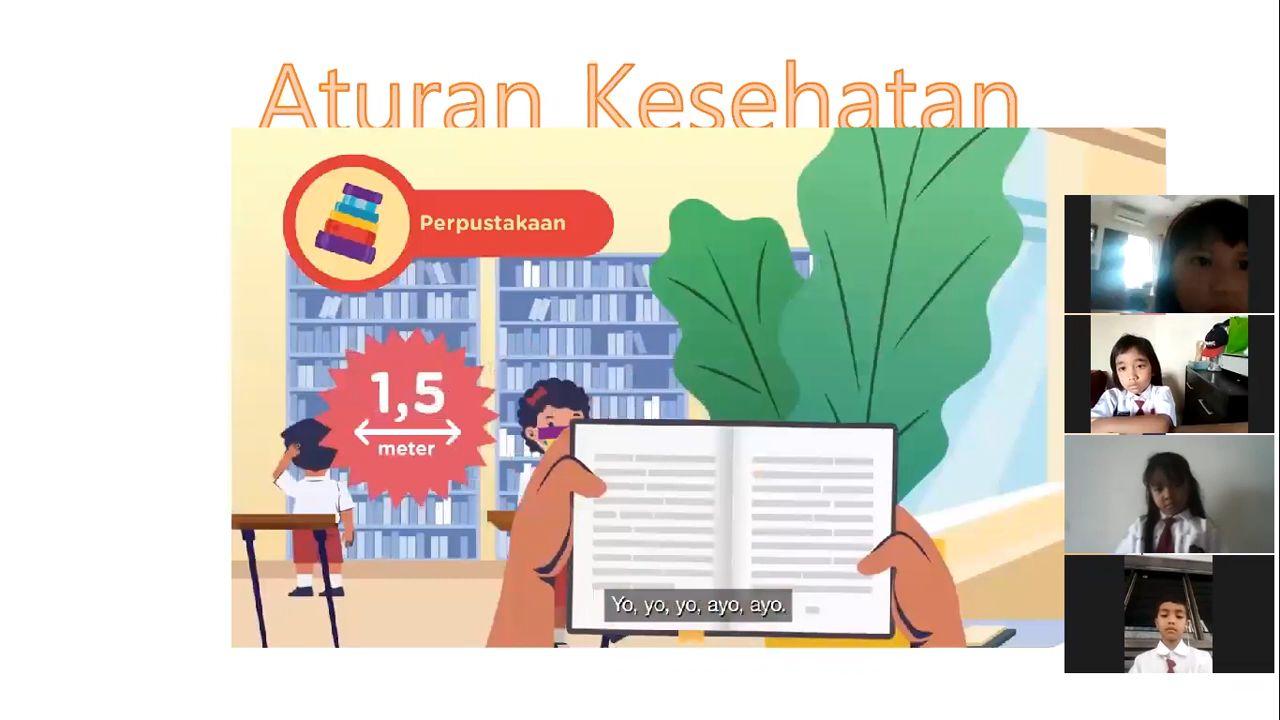 Aturan Kesehatan
Perpustakaan
1,5
meter
Yo, yo, yo, ayo, ayo.